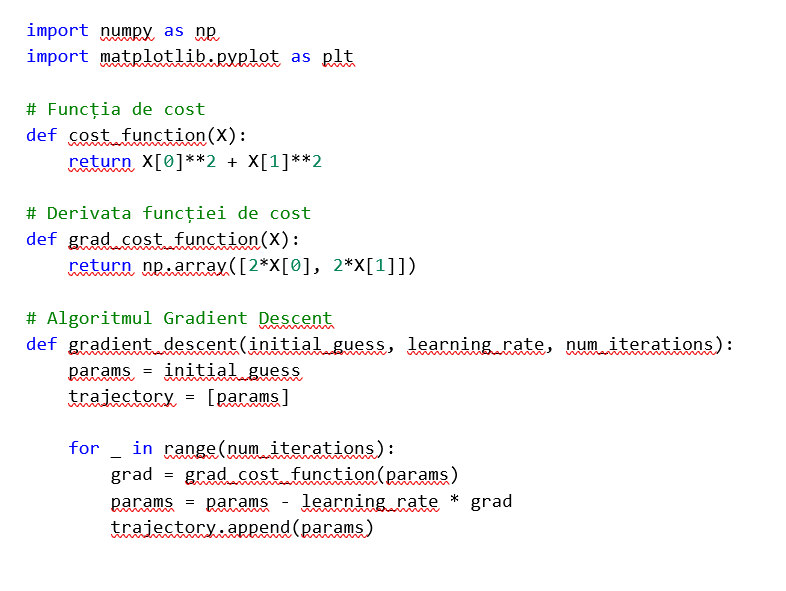 import numpy as np
import matplotlib.pyplot as plt

# Funcția de cost
def cost_function(X):
    return X[0]**2 + X[1]**2

# Derivata funcției de cost
def grad_cost_function(X):
    return np.array([2*X[0], 2*X[1]])

# Algoritmul Gradient Descent
def gradient_descent(initial_guess, learning_rate, num_iterations):
    params = initial_guess
    trajectory = [params]

    for _ in range(num_iterations):
        grad = grad_cost_function(params)
        params = params - learning_rate * grad
        trajectory.append(params)